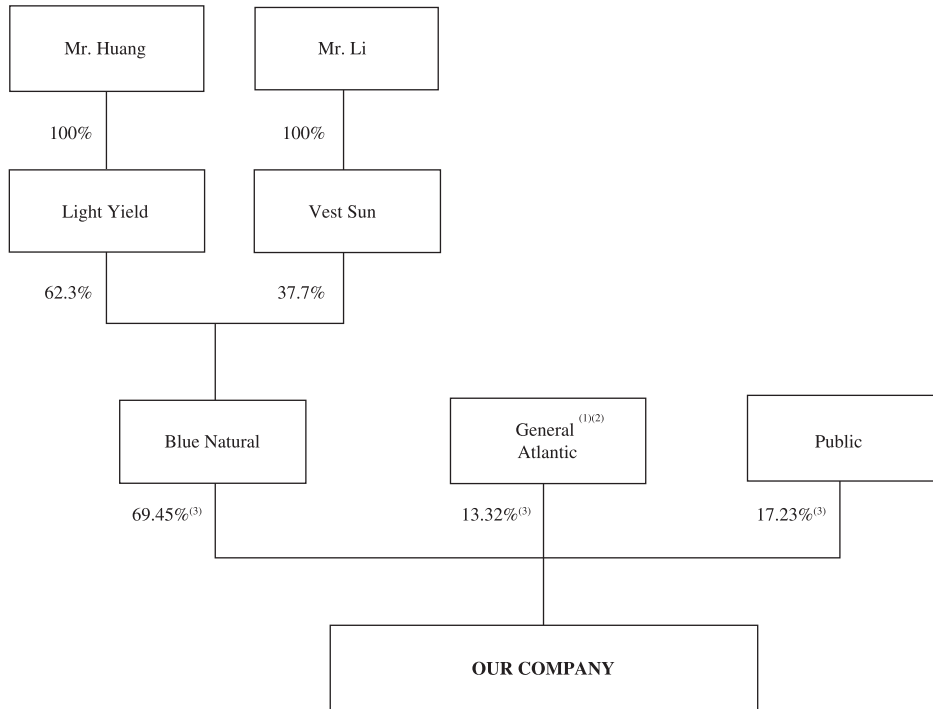 Mr. Huang
Mr. Li
100%
100%
Light Yield
Vest Sun
62.3%
37.7%
Blue Natural
General (1)(2)
Atlantic
Public
69.45%(3)
13.32%(3)
17.23%(3)
OUR COMPANY